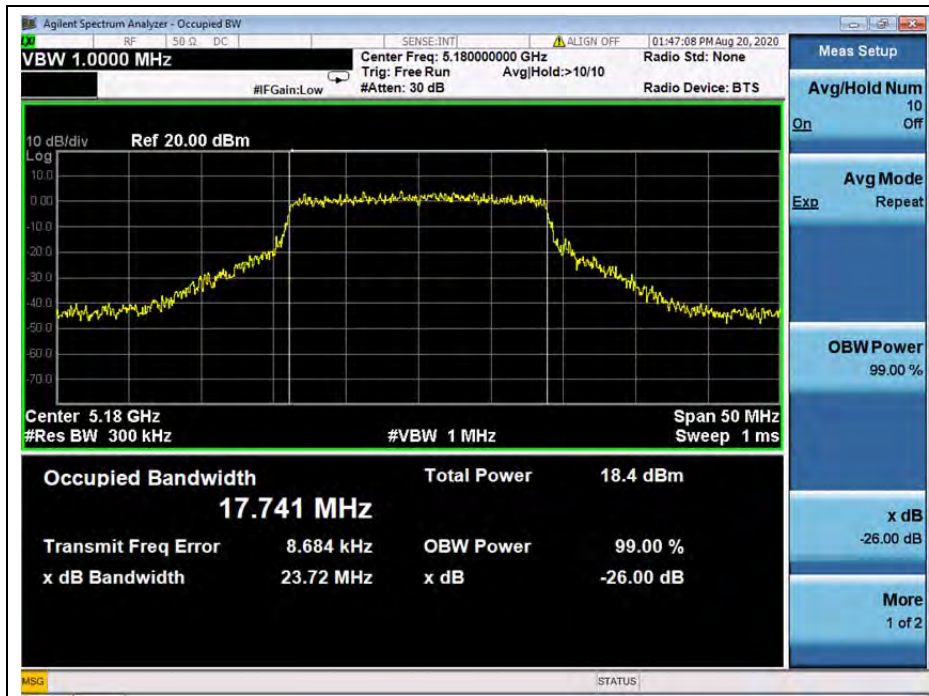 Agilent Spectrum Analyzer - Occupied BW
LXI RF 50 Ω DC SENSE:INT ALIGN OFF 01:47:08 PM Aug 20, 2020
VBW 1.0000 MHz
Center Freq: 5.180000000 GHz Radio Std: None
Trig: Free Run Avg|Hold:>10/10
#IFGain:Low #Atten: 30 dB Radio Device: BTS
10 dB/div Ref 20.00 dBm
Log
10.0
0.00
-10.0
-20.0
-30.0
-40.0
-50.0
-60.0
-70.0
Center 5.18 GHz Span 50 MHz
#Res BW 300 kHz #VBW 1 MHz Sweep 1 ms
Occupied Bandwidth Total Power 18.4 dBm
17.741 MHz
Transmit Freq Error 8.684 kHz OBW Power 99.00 %
x dB Bandwidth 23.72 MHz x dB -26.00 dB
MSG STATUS
Meas Setup
Avg/Hold Num
10
On Off
Avg Mode
Exp Repeat
OBW Power
99.00 %
x dB
-26.00 dB
More
1 of 2